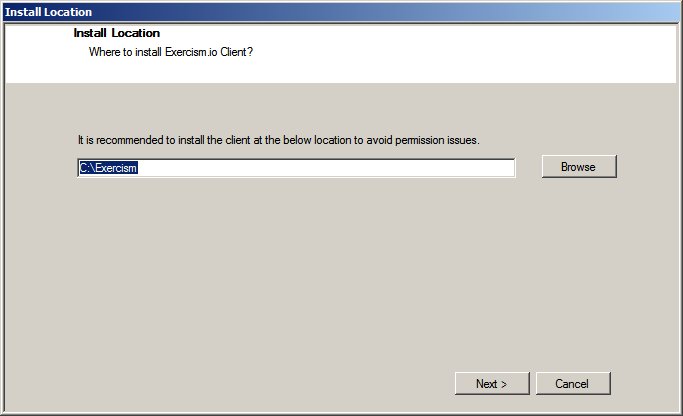 Install Location
Install Location
Where to install Exercism.io Client?
It is recommended to install the client at the below location to avoid permission issues.
C:\Exercism
Browse
Next >
Cancel